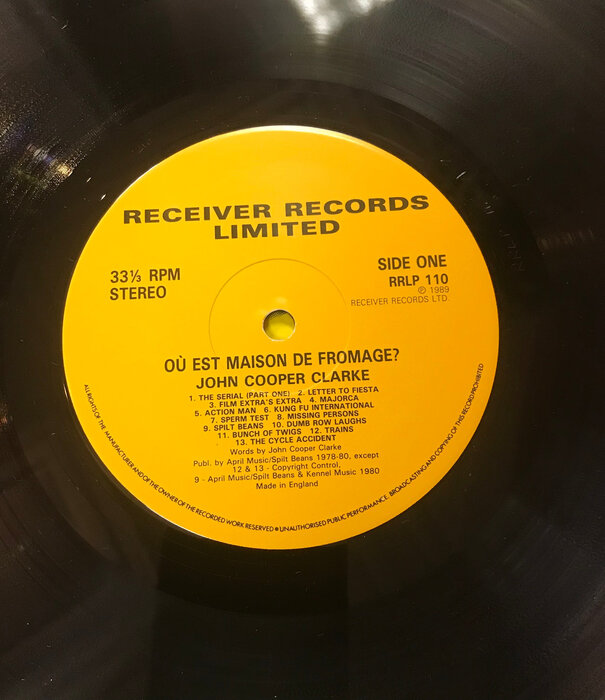 RECEIVER RECORDS
LIMITED
33⅓ RPM
STEREO
SIDE ONE
RRLP 110
℗ 1989
RECEIVER RECORDS LTD.
OÙ EST MAISON DE FROMAGE?
JOHN COOPER CLARKE
1. THE SERIAL (PART ONE) 2. LETTER TO FIESTA
3. FILM EXTRA'S EXTRA 4. MAJORCA
5. ACTION MAN 6. KUNG FU INTERNATIONAL
7. SPERM TEST 8. MISSING PERSONS
9. SPILT BEANS 10. DUMB ROW LAUGHS
11. BUNCH OF TWIGS 12. TRAINS
13. THE CYCLE ACCIDENT
Words by John Cooper Clarke
Publ. by April Music/Spilt Beans 1978-80, except
12 & 13 - Copyright Control,
9 - April Music/Spilt Beans & Kennel Music 1980
Made in England
ALL RIGHTS OF THE MANUFACTURER AND OF THE OWNER OF THE RECORDED WORK RESERVED ● UNAUTHORISED PUBLIC PERFORMANCE, BROADCASTING AND COPYING OF THIS RECORD PROHIBITED